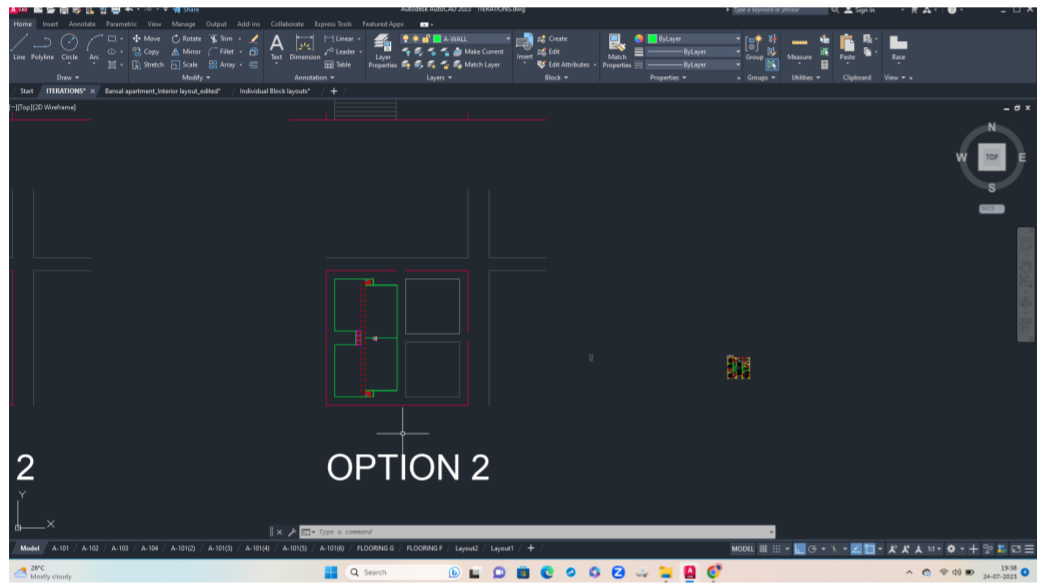 Share
Autodesk AutoCAD 2023 ITERATIONS.dwg
Type a keyword or phrase
Sign In
Home Insert Annotate Parametric View Manage Output Add-ins Collaborate Express Tools Featured Apps
Line Polyline Circle Arc
Move Rotate Trim
Copy Mirror Fillet
Stretch Scale Array
Text Dimension
Linear
Leader
Table
Layer Properties
A-WALL
Make Current
Match Layer
Insert
Create
Edit
Edit Attributes
Match Properties
ByLayer
ByLayer
ByLayer
Group
Measure
Paste
Base
Draw Modify Annotation Layers Block Properties Groups Utilities Clipboard View
Start ITERATIONS* Bansal apartment_Interior layout_edited* Individual Block layouts*
[-][Top][2D Wireframe]
N
W TOP E
S
WCS
2 OPTION 2
Y
X
Type a command
Model A-101 A-102 A-103 A-104 A-101(2) A-101(3) A-101(4) A-101(5) A-101(6) FLOORING G FLOORING F Layout2 Layout1 +
MODEL 1:1
28°C
Mostly cloudy
Search
19:38
24-07-2023